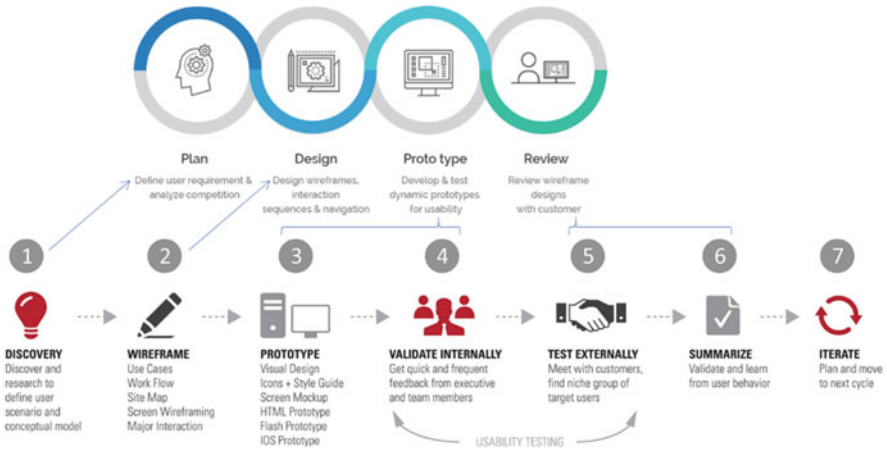 Plan
Define user requirement &
analyze competition
Design
Design wireframes,
interaction
sequences & navigation
Proto type
Develop & test
dynamic prototypes
for usability
Review
Review wireframe
designs
with customer
1
2
3
4
5
6
7
DISCOVERY
Discover and
research to
define user
scenario and
conceptual model
WIREFRAME
Use Cases
Work Flow
Site Map
Screen Wireframing
Major Interaction
PROTOTYPE
Visual Design
Icons + Style Guide
Screen Mockup
HTML Prototype
Flash Prototype
IOS Prototype
VALIDATE INTERNALLY
Get quick and frequent
feedback from executive
and team members
TEST EXTERNALLY
Meet with customers,
find niche group of
target users
SUMMARIZE
Validate and learn
from user behavior
ITERATE
Plan and move
to next cycle
USABILITY TESTING